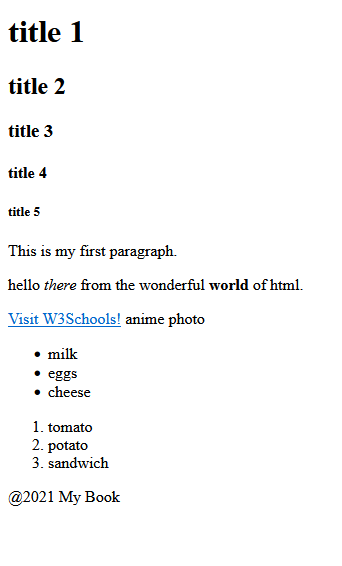 title 1
title 2
title 3
title 4
title 5
This is my first paragraph.
hello there from the wonderful world of html.
Visit W3Schools! anime photo
• milk
• eggs
• cheese
1. tomato
2. potato
3. sandwich
@2021 My Book